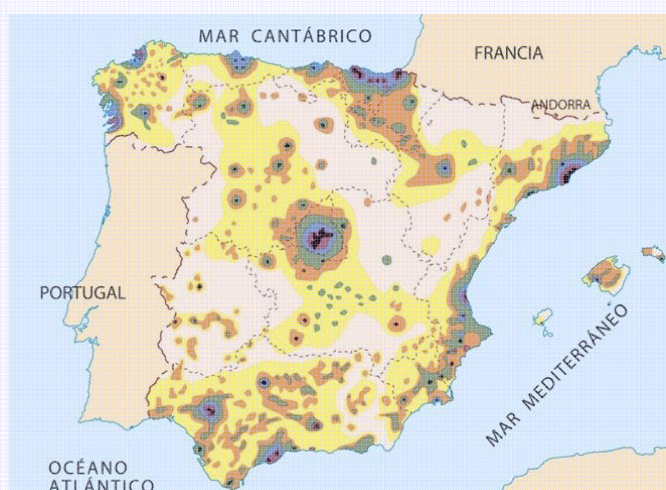 MAR CANTÁBRICO
FRANCIA
ANDORRA
PORTUGAL
MAR MEDITERRÁNEO
OCÉANO
ATLÁNTICO